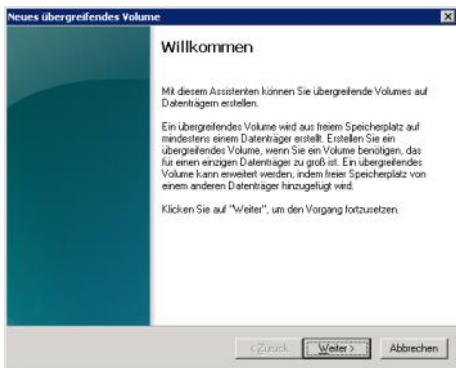 Neues übergreifendes Volume
Willkommen
Mit diesem Assistenten können Sie übergreifende Volumes auf
Datenträgern erstellen.
Ein übergreifendes Volume wird aus freiem Speicherplatz auf
mindestens einem Datenträger erstellt. Erstellen Sie ein
übergreifendes Volume, wenn Sie ein Volume benötigen, das
für einen einzigen Datenträger zu groß ist. Ein übergreifendes
Volume kann erweitert werden, indem freier Speicherplatz von
einem anderen Datenträger hinzugefügt wird.
Klicken Sie auf "Weiter", um den Vorgang fortzusetzen.
< Zurück Weiter > Abbrechen